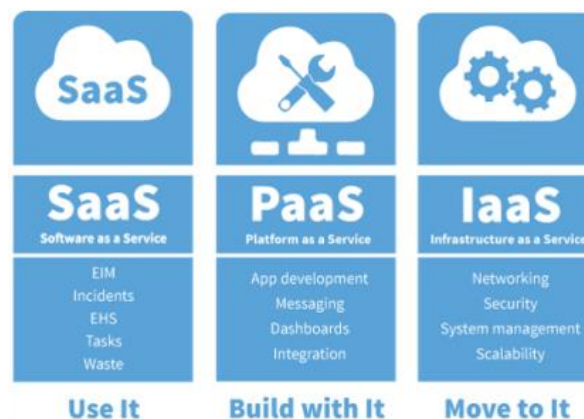 SaaS
SaaS
Software as a Service
EIM
Incidents
EHS
Tasks
Waste
Use It
PaaS
Platform as a Service
App development
Messaging
Dashboards
Integration
Build with It
IaaS
Infrastructure as a Service
Networking
Security
System management
Scalability
Move to It